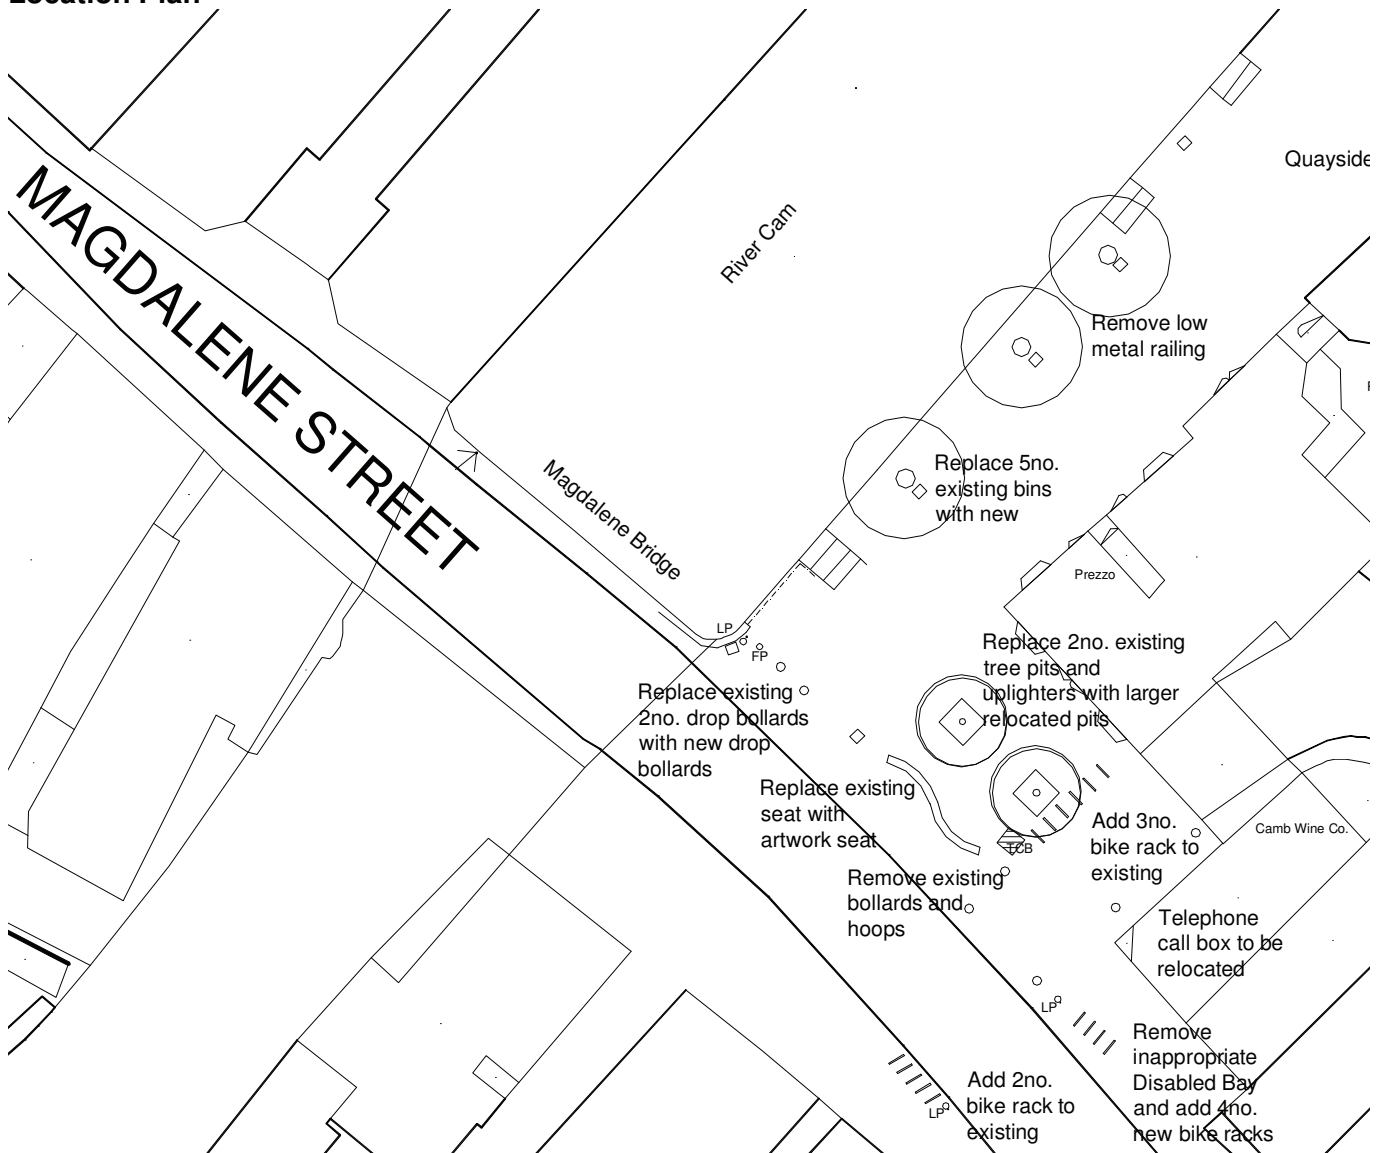 Location Plan
MAGDALENE STREET
River Cam
Quayside
Remove low
metal railing
Magdalene Bridge
Replace 5no.
existing bins
with new
Prezzo
LP
FP
Replace 2no. existing
tree pits and
uplighters with larger
relocated pits
Replace existing
2no. drop bollards
with new drop
bollards
Replace existing
seat with
artwork seat
Add 3no.
bike rack to
existing
Camb Wine Co.
TCB
Remove existing
bollards and
hoops
Telephone
call box to be
relocated
LP
Remove
inappropriate
Disabled Bay
and add 4no.
new bike racks
Add 2no.
bike rack to
existing
LP